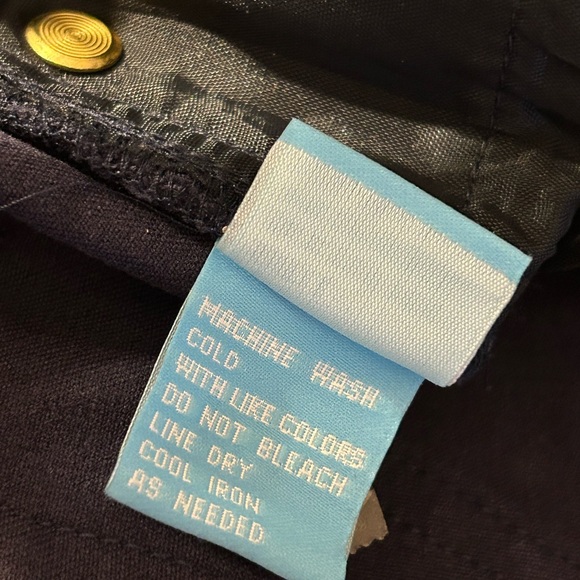 MACHINE WASH
COLD
WITH LIKE COLORS
DO NOT BLEACH
LINE DRY
COOL IRON
AS NEEDED